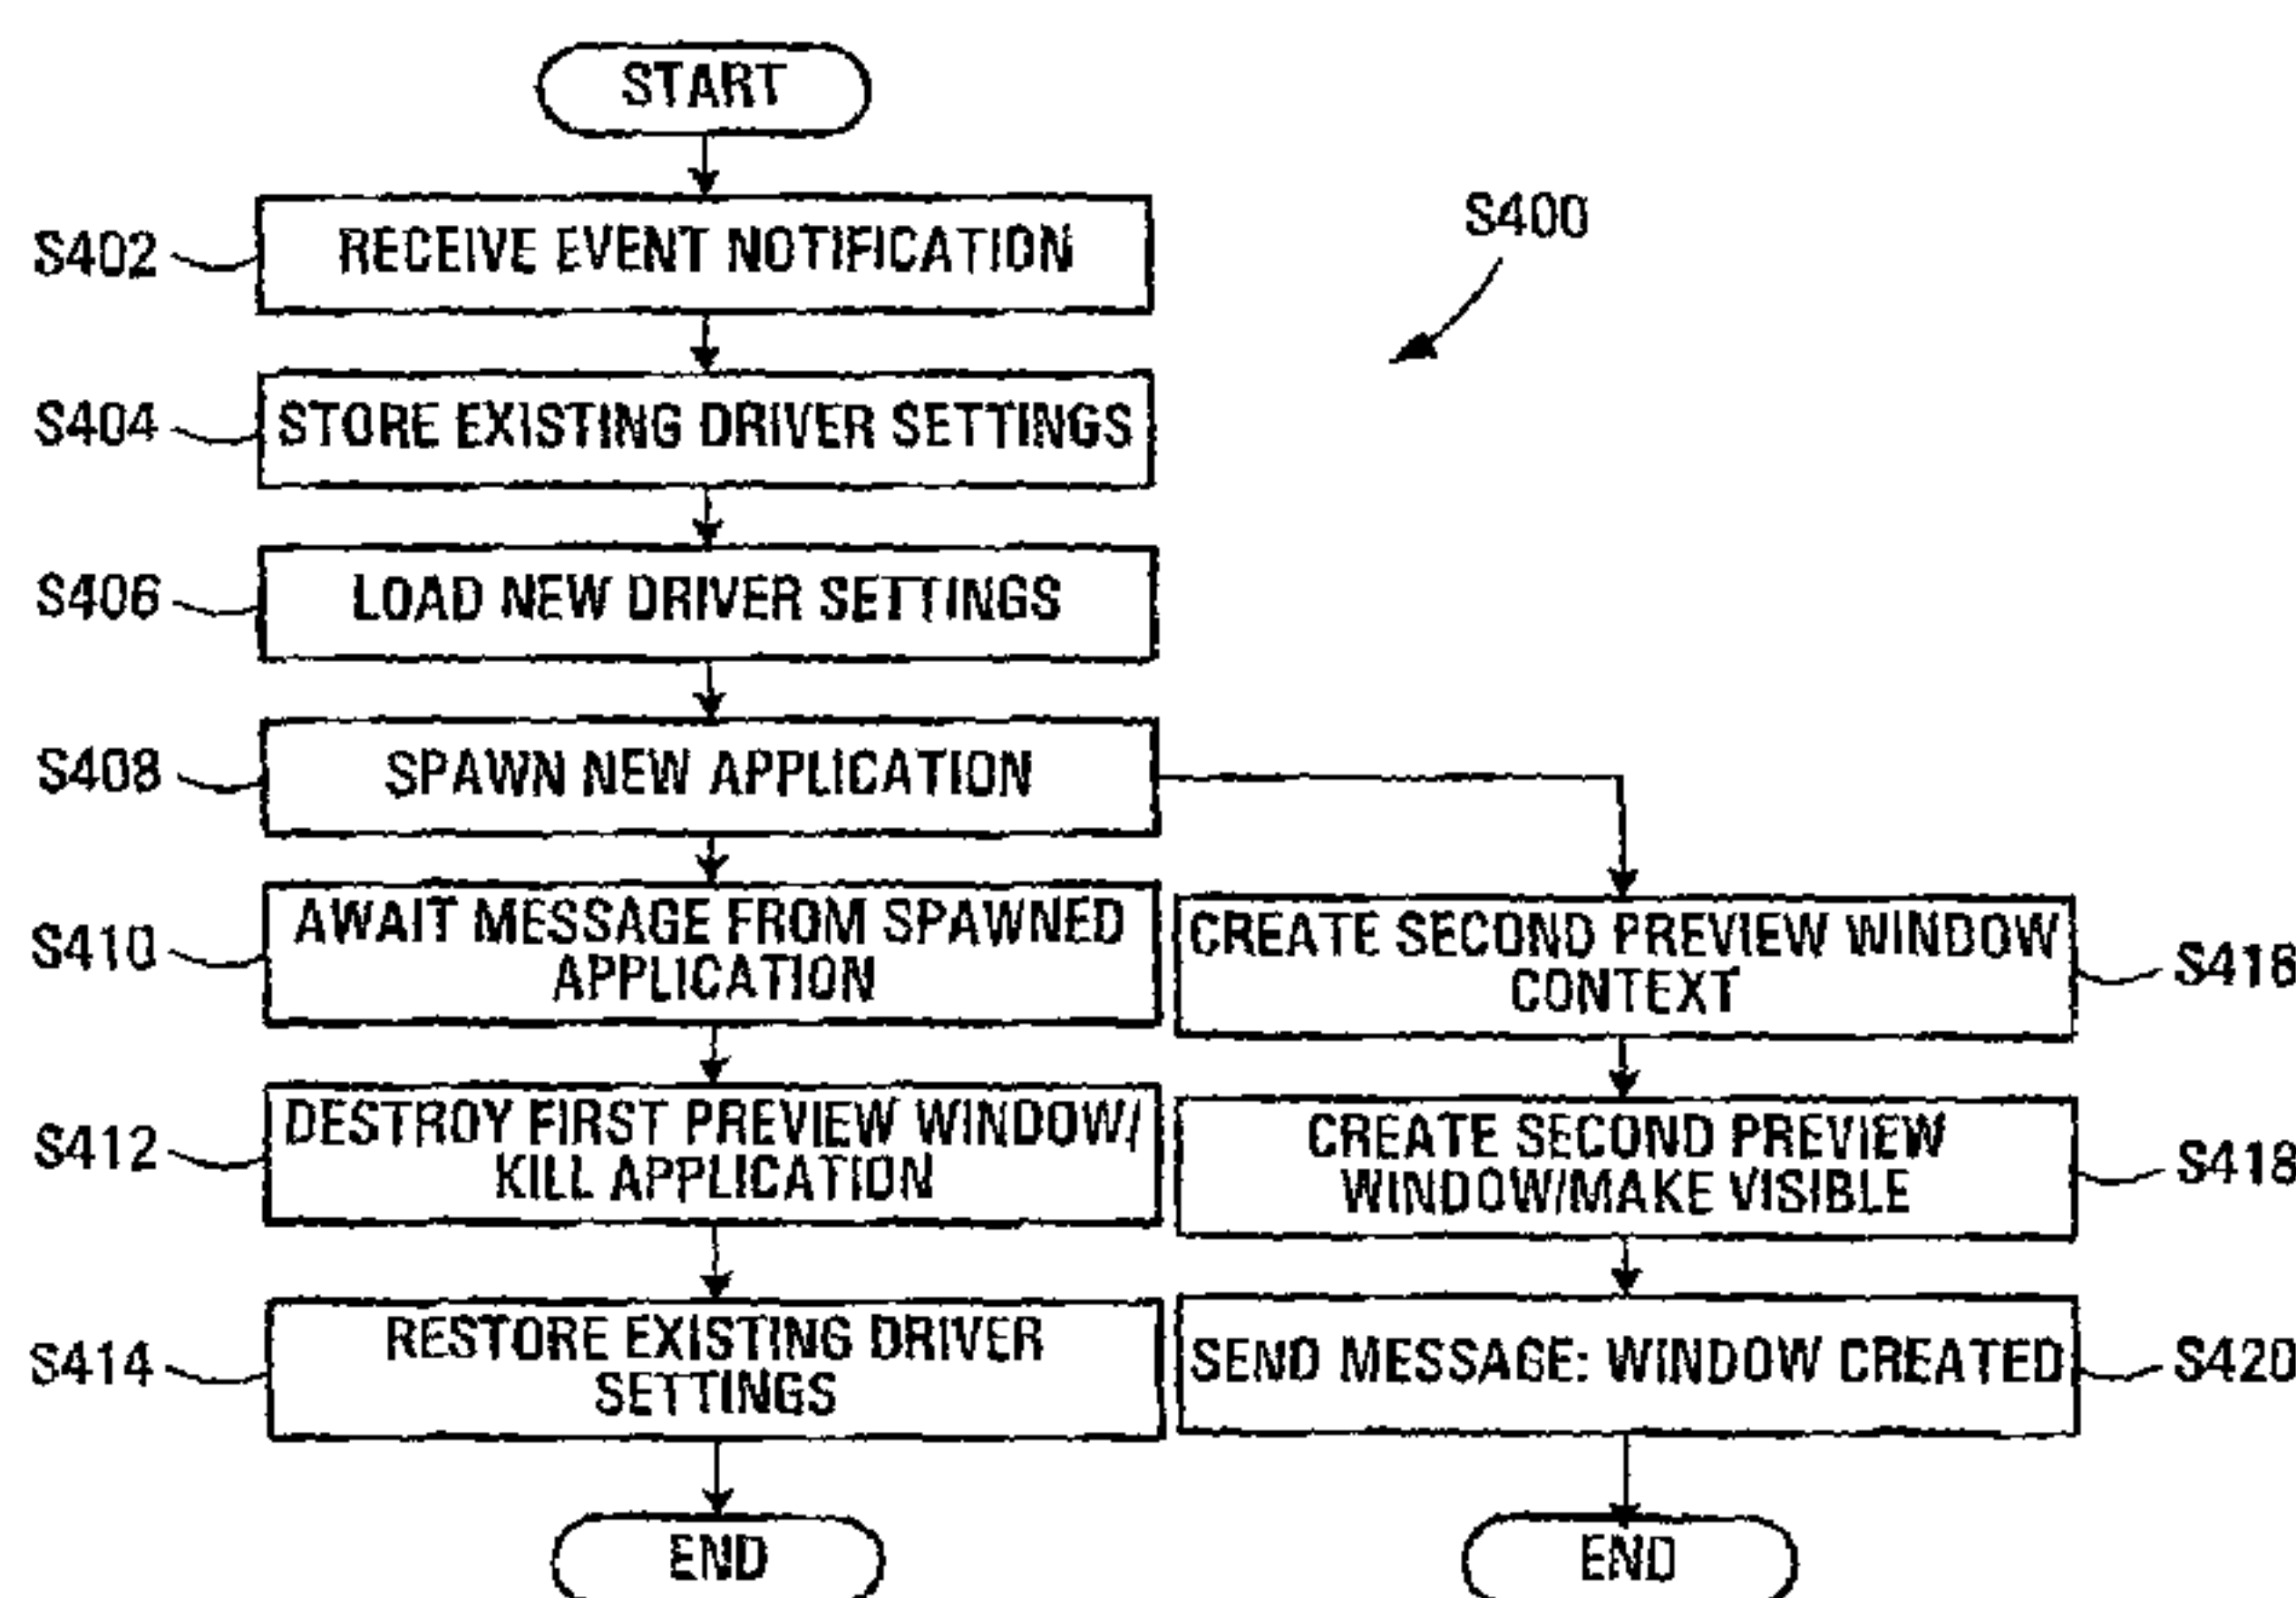 START
S400
S402
RECEIVE EVENT NOTIFICATION
S404
STORE EXISTING DRIVER SETTINGS
S406
LOAD NEW DRIVER SETTINGS
S408
SPAWN NEW APPLICATION
S410
AWAIT MESSAGE FROM SPAWNED
APPLICATION
S412
DESTROY FIRST PREVIEW WINDOW/
KILL APPLICATION
S414
RESTORE EXISTING DRIVER
SETTINGS
END
CREATE SECOND PREVIEW WINDOW
CONTEXT
S416
CREATE SECOND PREVIEW
WINDOW/MAKE VISIBLE
S418
SEND MESSAGE: WINDOW CREATED
S420
END